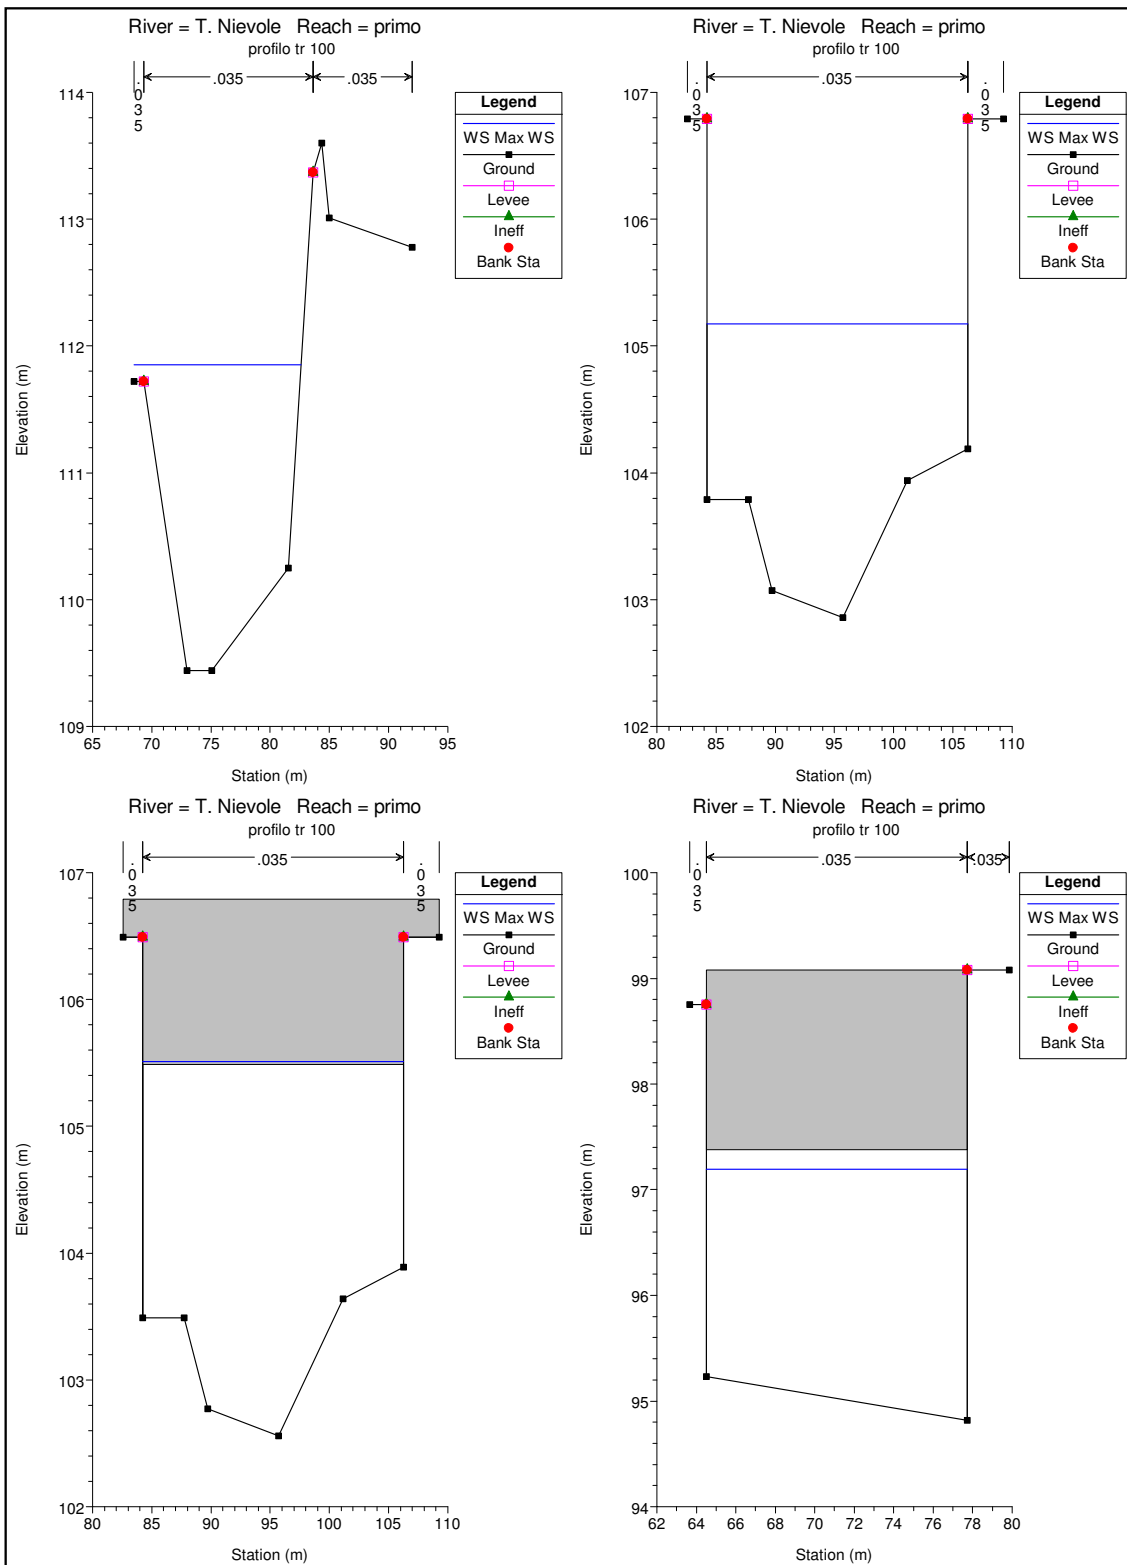 River = T. Nievole Reach = primo
profilo tr 100
.035
.035
.035
Legend
WS Max WS
Ground
Levee
Ineff
Bank Sta
Elevation (m)
114
113
112
111
110
109
65 70 75 80 85 90 95
Station (m)
River = T. Nievole Reach = primo
profilo tr 100
.035
.035
.035
Legend
WS Max WS
Ground
Levee
Ineff
Bank Sta
Elevation (m)
107
106
105
104
103
102
80 85 90 95 100 105 110
Station (m)
River = T. Nievole Reach = primo
profilo tr 100
.035
.035
.035
Legend
WS Max WS
Ground
Levee
Ineff
Bank Sta
Elevation (m)
107
106
105
104
103
102
80 85 90 95 100 105 110
Station (m)
River = T. Nievole Reach = primo
profilo tr 100
.035
.035
.035
Legend
WS Max WS
Ground
Levee
Ineff
Bank Sta
Elevation (m)
100
99
98
97
96
95
94
62 64 66 68 70 72 74 76 78 80
Station (m)